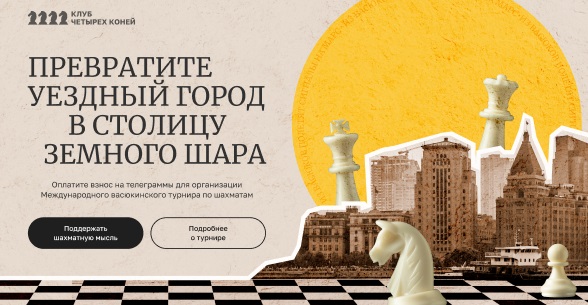 КЛУБ
ЧЕТЫРЕХ КОНЕЙ
ПРЕВРАТИТЕ
УЕЗДНЫЙ ГОРОД
В СТОЛИЦУ
ЗЕМНОГО ШАРА
Оплатите взнос на телеграммы для организации
Международного васюкинского турнира по шахматам
Поддержать
шахматную мысль
Подробнее
о турнире